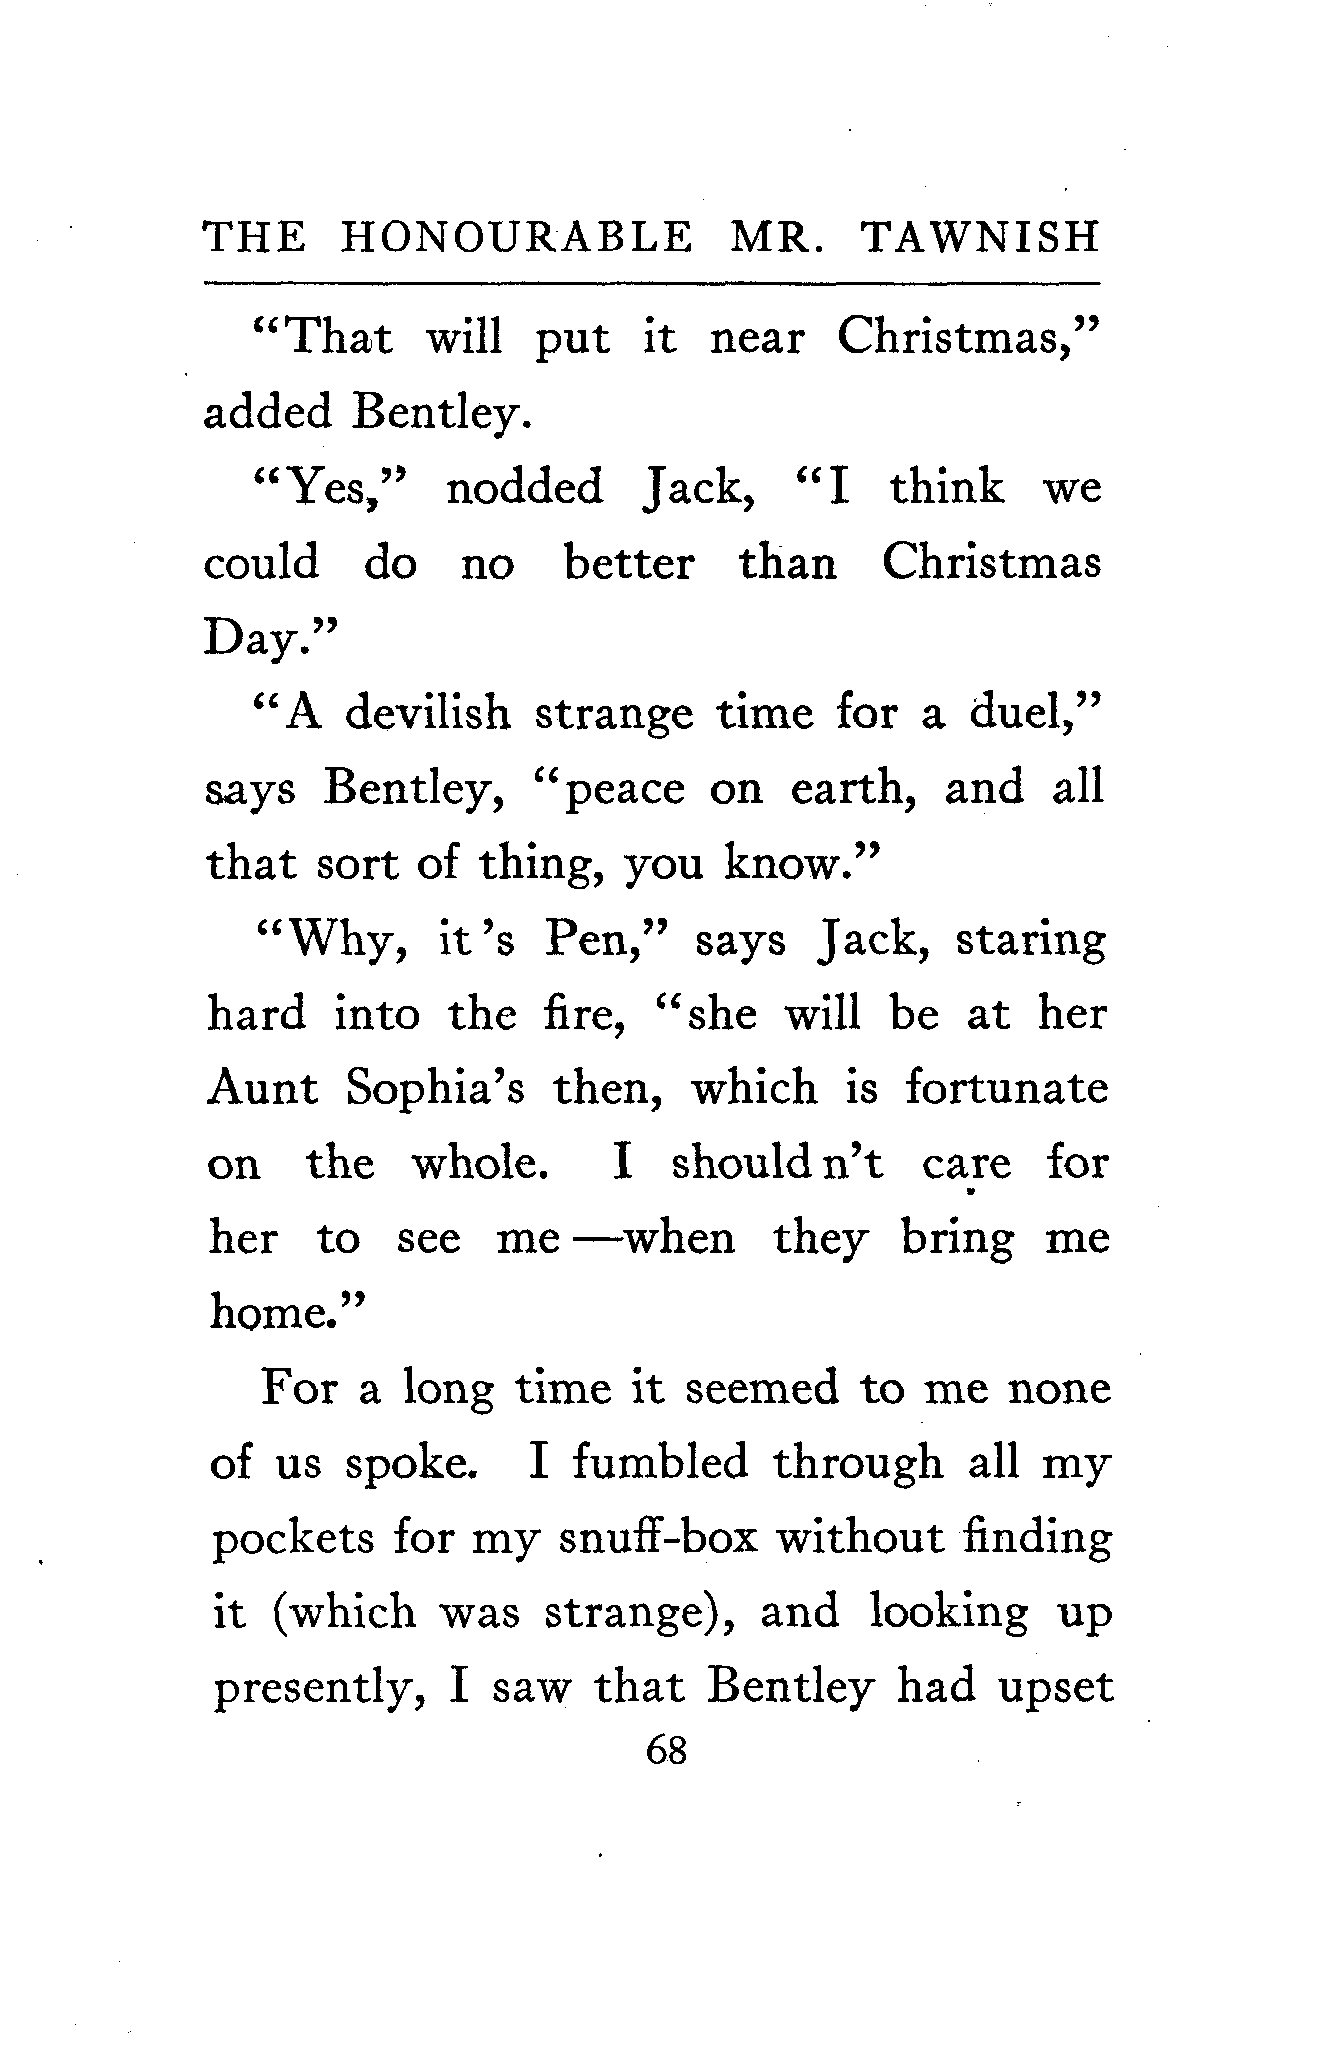 THE HONOURABLE MR. TAWNISH
“That will put it near Christmas,”
added Bentley.
“Yes,” nodded Jack, “I think we
could do no better than Christmas
Day.”
“A devilish strange time for a duel,”
says Bentley, “peace on earth, and all
that sort of thing, you know.”
“Why, it’s Pen,” says Jack, staring
hard into the fire, “she will be at her
Aunt Sophia’s then, which is fortunate
on the whole. I shouldn’t care for
her to see me—when they bring me
home.”
For a long time it seemed to me none
of us spoke. I fumbled through all my
pockets for my snuff-box without finding
it (which was strange), and looking up
presently, I saw that Bentley had upset
68